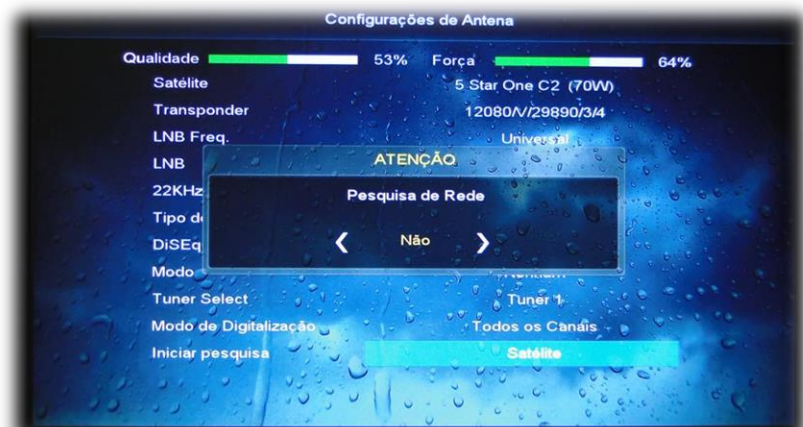 Configurações de Antena
Qualidade 53% Força 64%
Satélite 5 Star One C2 (70W)
Transponder 12080/V/29890/3/4
LNB Freq. Universal
LNB
ATENÇÃO
22KHz
Pesquisa de Rede
Tipo d
DiSEq
Não
Modo
Tuner Select Tuner 1
Modo de Digitalização Todos os Canais
Iniciar pesquisa Satélite